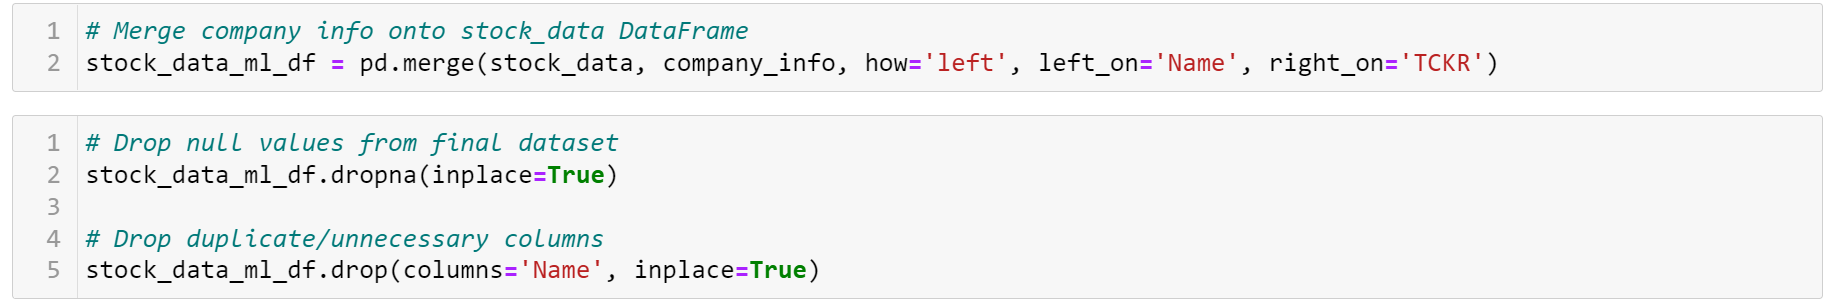 1 # Merge company info onto stock_data DataFrame
2 stock_data_ml_df = pd.merge(stock_data, company_info, how='left', left_on='Name', right_on='TCKR')
1 # Drop null values from final dataset
2 stock_data_ml_df.dropna(inplace=True)
3
4 # Drop duplicate/unnecessary columns
5 stock_data_ml_df.drop(columns='Name', inplace=True)